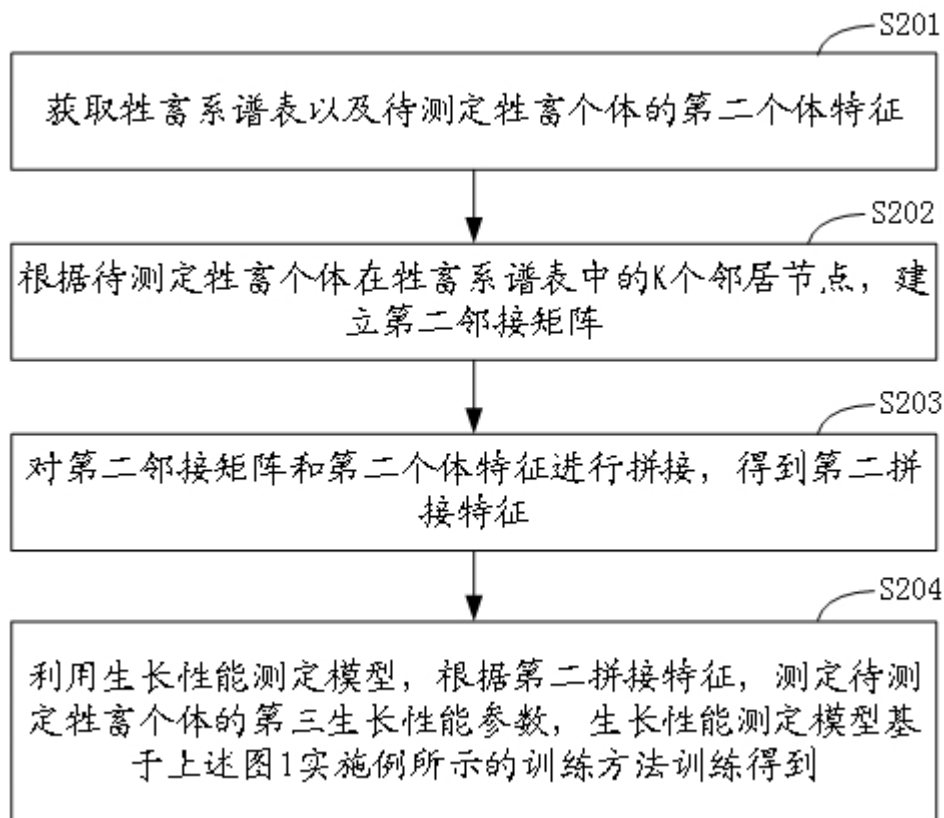 S201
获取牲畜系谱表以及待测定牲畜个体的第二个体特征
S202
根据待测定牲畜个体在牲畜系谱表中的K个邻居节点，建
立第二邻接矩阵
S203
对第二邻接矩阵和第二个体特征进行拼接，得到第二拼
接特征
S204
利用生长性能测定模型，根据第二拼接特征，测定待测
定牲畜个体的第三生长性能参数，生长性能测定模型基
于上述图1实施例所示的训练方法训练得到